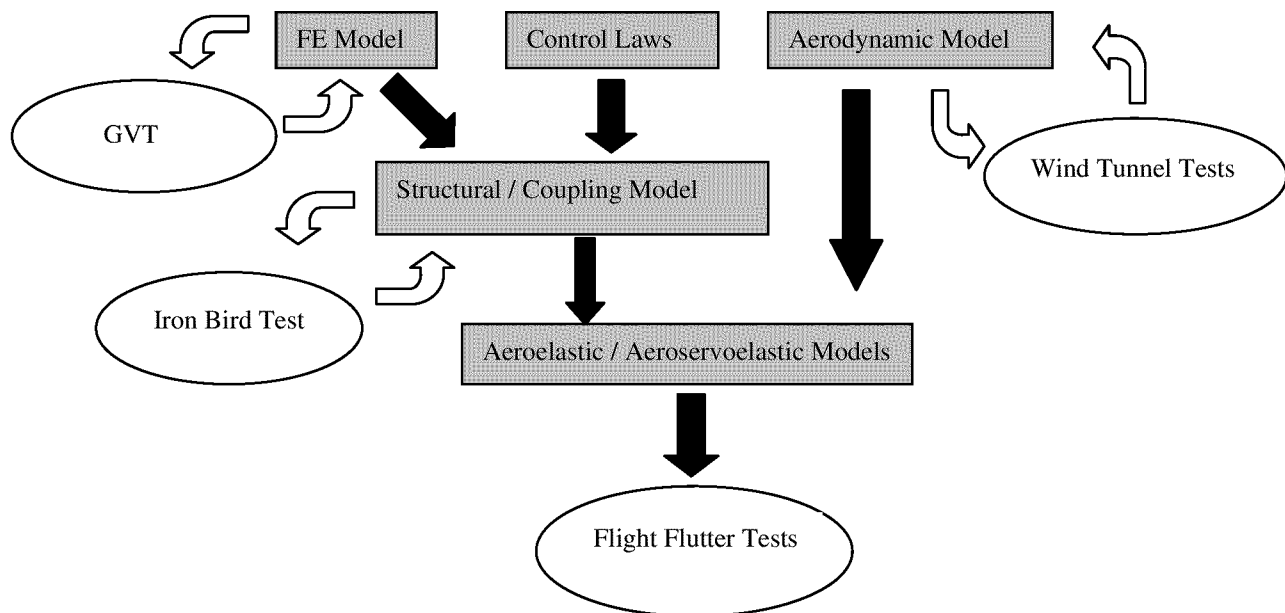 FE Model
Control Laws
Aerodynamic Model
GVT
Wind Tunnel Tests
Structural / Coupling Model
Iron Bird Test
Aeroelastic / Aeroservoelastic Models
Flight Flutter Tests